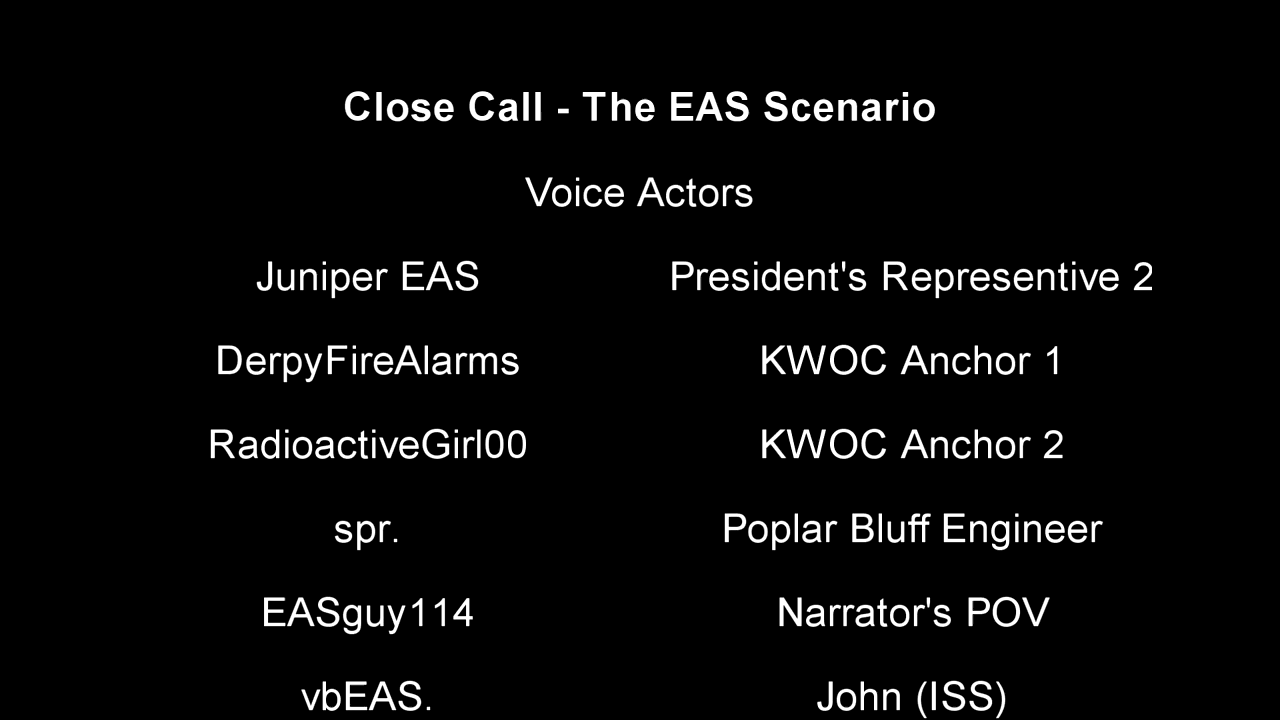 Close Call - The EAS Scenario
Voice Actors
Juniper EAS President's Representive 2
DerpyFireAlarms KWOC Anchor 1
RadioactiveGirl00 KWOC Anchor 2
spr. Poplar Bluff Engineer
EASguy114 Narrator's POV
vbEAS. John (ISS)